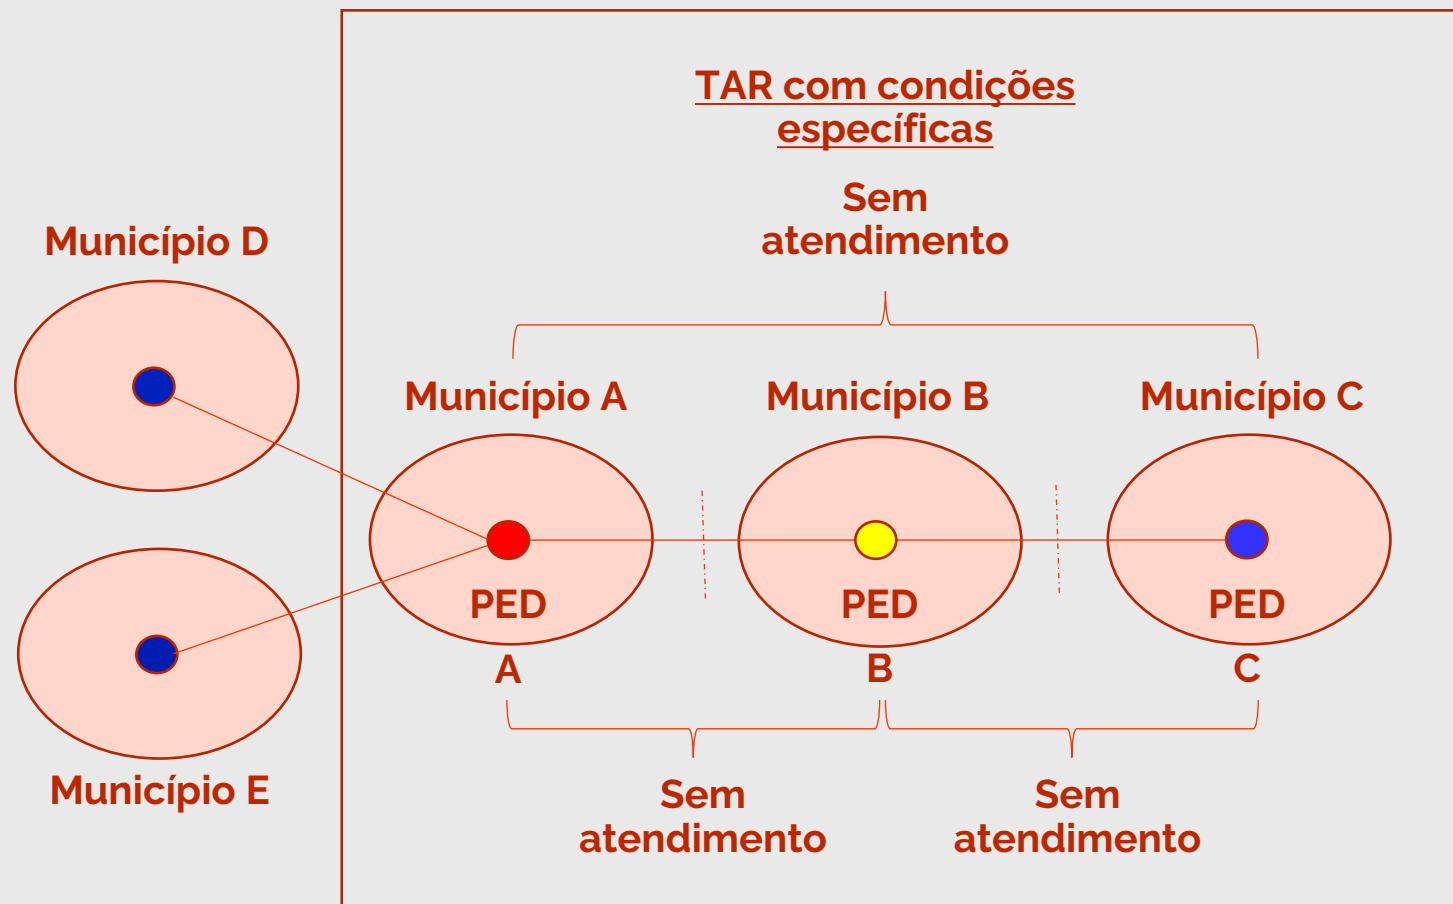 TAR com condições
específicas
Sem
atendimento
Município D
Município A
Município B
Município C
PED
A
PED
B
PED
C
Município E
Sem
atendimento
Sem
atendimento